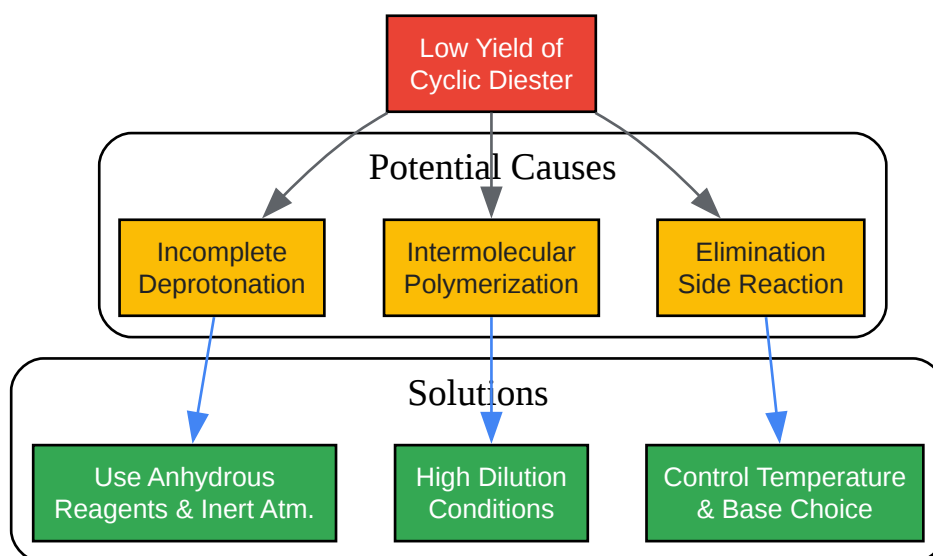 Low Yield of
Cyclic Diester
Potential Causes
Incomplete
Deprotonation
Intermolecular
Polymerization
Elimination
Side Reaction
Solutions
Use Anhydrous
Reagents & Inert Atm.
High Dilution
Conditions
Control Temperature
& Base Choice